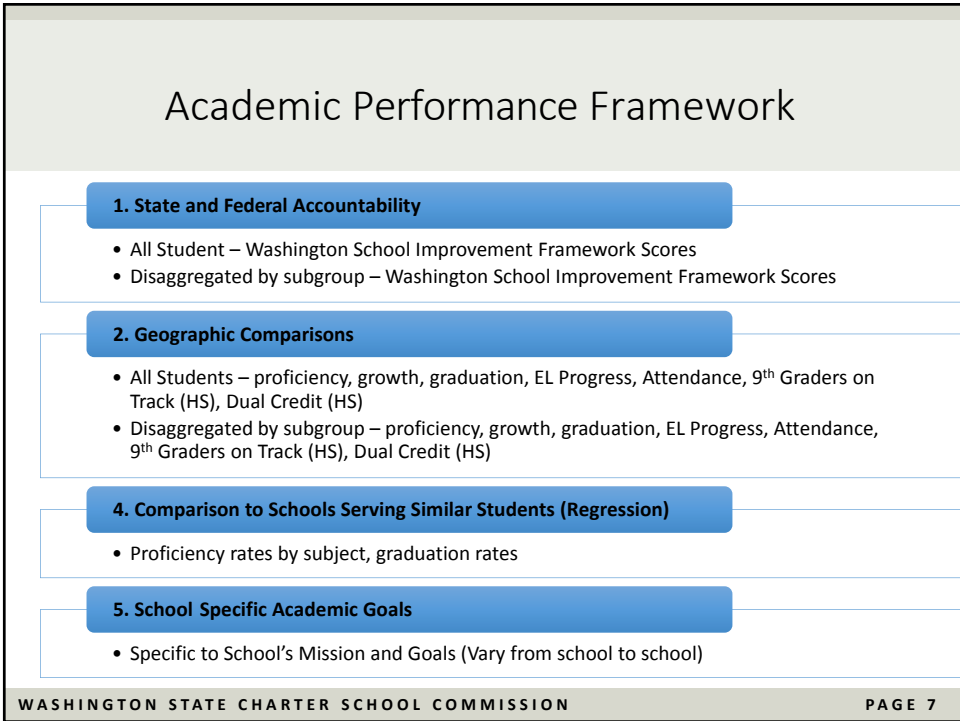 Academic Performance Framework
1. State and Federal Accountability
• All Student – Washington School Improvement Framework Scores
• Disaggregated by subgroup – Washington School Improvement Framework Scores
2. Geographic Comparisons
• All Students – proficiency, growth, graduation, EL Progress, Attendance, 9th Graders on
Track (HS), Dual Credit (HS)
• Disaggregated by subgroup – proficiency, growth, graduation, EL Progress, Attendance,
9th Graders on Track (HS), Dual Credit (HS)
4. Comparison to Schools Serving Similar Students (Regression)
• Proficiency rates by subject, graduation rates
5. School Specific Academic Goals
• Specific to School’s Mission and Goals (Vary from school to school)
WASHINGTON STATE CHARTER SCHOOL COMMISSION PAGE 7